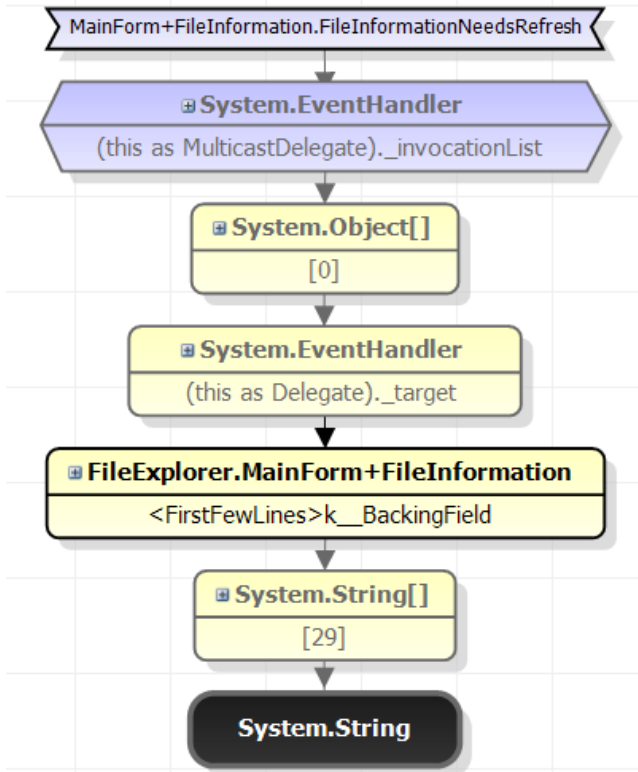 MainForm+FileInformation.FileInformationNeedsRefresh
System.EventHandler
(this as MulticastDelegate)._invocationList
System.Object[]
[0]
System.EventHandler
(this as Delegate)._target
FileExplorer.MainForm+FileInformation
<FirstFewLines>k__BackingField
System.String[]
[29]
System.String